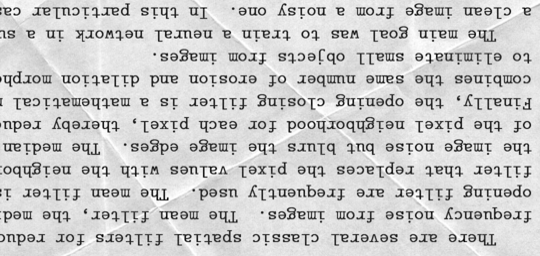 There are several classic spatial filters for reduc
frequency noise from images. The mean filter, the med
opening filter are frequently used. The mean filter is
filter that replaces the pixel values with the neighbo
the image noise but blurs the image edges. The median
of the pixel neighborhood for each pixel, thereby redu
Finally, the opening closing filter is a mathematical
combines the same number of erosion and dilation morph
to eliminate small objects from images.
The main goal was to train a neural network in a su
a clean image from a noisy one. In this particular ca